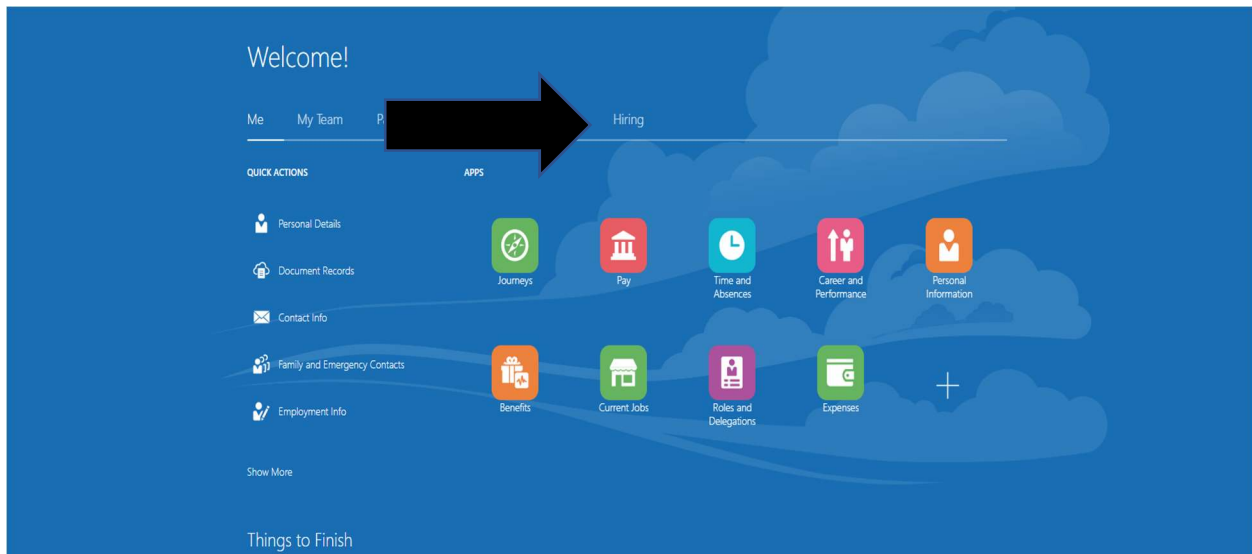 Welcome!
Me My Team Hiring
QUICK ACTIONS APPS
Personal Details
Document Records
Contact Info
Family and Emergency Contacts
Employment Info
Show More
Journeys Pay Time and Absences Career and Performance Personal Information
Benefits Current Jobs Roles and Delegations Expenses
Things to Finish